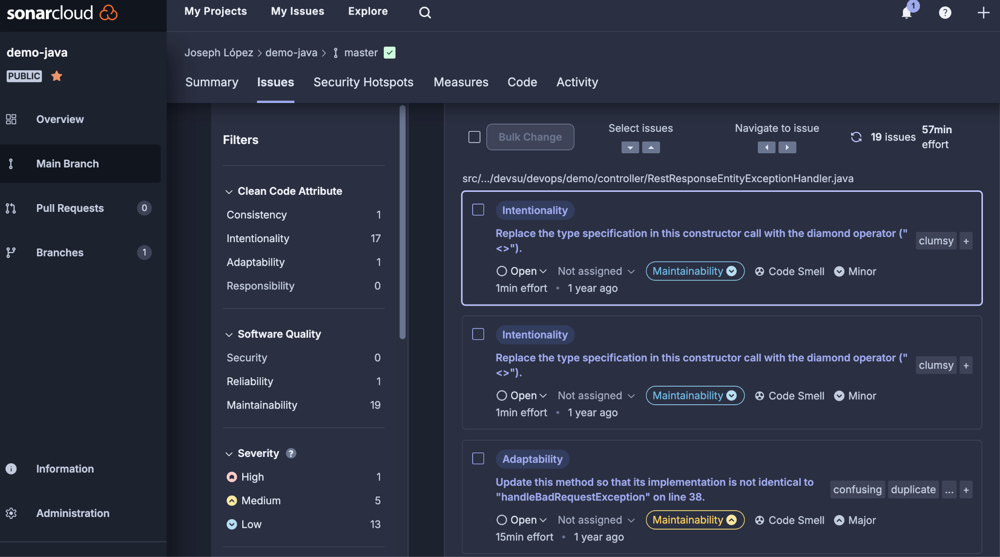 sonarcloud
My Projects
My Issues
Explore
1
?
demo-java
PUBLIC
Overview
Main Branch
Pull Requests 0
Branches 1
Information
Administration
Joseph López > demo-java > master
Summary
Issues
Security Hotspots
Measures
Code
Activity
Filters
Clean Code Attribute
Consistency 1
Intentionality 17
Adaptability 1
Responsibility 0
Software Quality
Security 0
Reliability 1
Maintainability 19
Severity ?
High 1
Medium 5
Low 13
Bulk Change
Select issues
Navigate to issue
19 issues
57min
effort
src/.../devsu/devops/demo/controller/RestResponseEntityExceptionHandler.java
Intentionality
Replace the type specification in this constructor call with the diamond operator ("
<>").
clumsy +
Open Not assigned Maintainability Code Smell Minor
1min effort • 1 year ago
Intentionality
Replace the type specification in this constructor call with the diamond operator ("
<>").
clumsy +
Open Not assigned Maintainability Code Smell Minor
1min effort • 1 year ago
Adaptability
Update this method so that its implementation is not identical to
"handleBadRequestException" on line 38.
confusing duplicate ... +
Open Not assigned Maintainability Code Smell Major
15min effort • 1 year ago